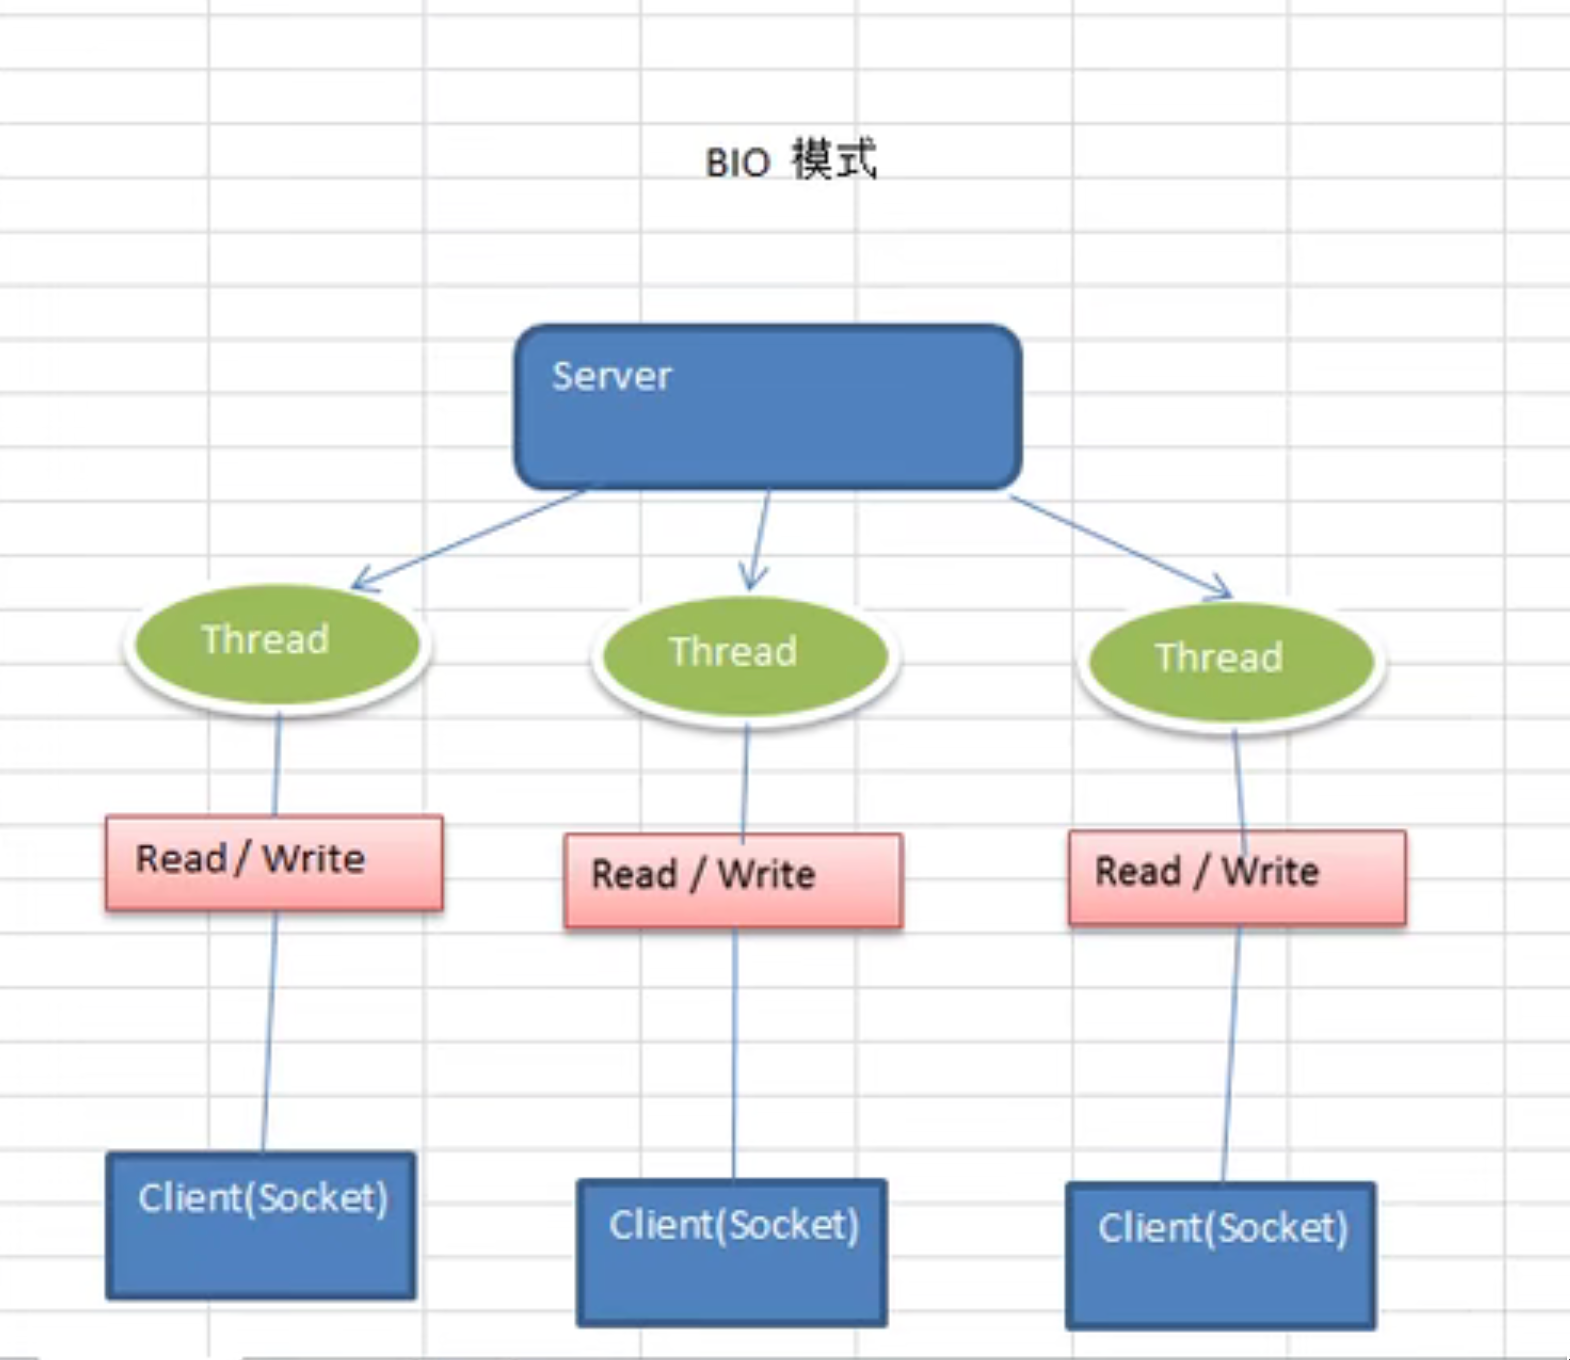 BIO 模式
Server
Thread
Thread
Thread
Read / Write
Read / Write
Read / Write
Client(Socket)
Client(Socket)
Client(Socket)